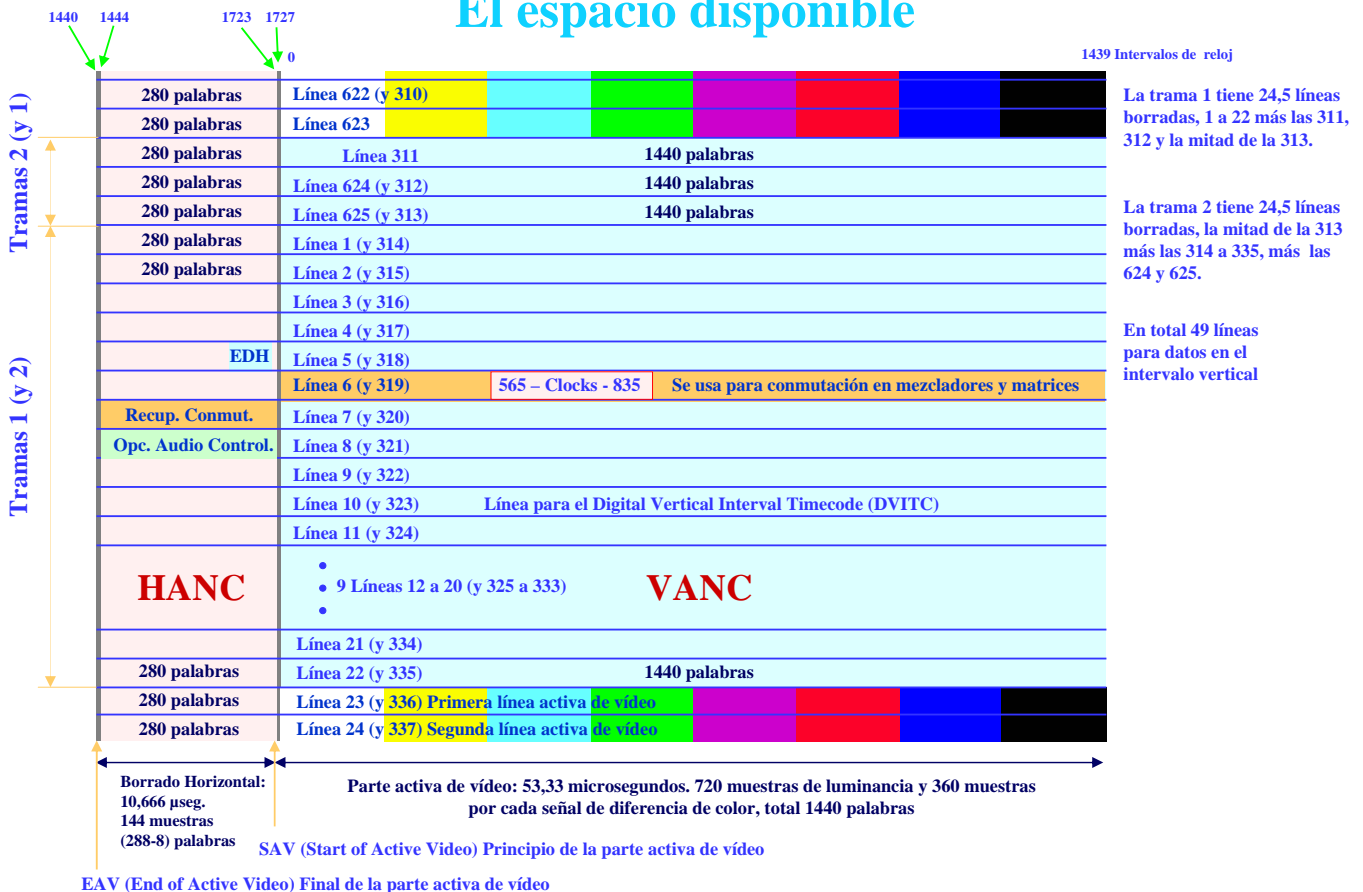 El espacio disponible
1440 1444 1723 1727
0
1439 Intervalos de reloj
Tramas 2 (y 1)
280 palabras Línea 622 (y 310)
280 palabras Línea 623
280 palabras Línea 311 1440 palabras
280 palabras Línea 624 (y 312) 1440 palabras
280 palabras Línea 625 (y 313) 1440 palabras
Tramas 1 (y 2)
280 palabras Línea 1 (y 314)
280 palabras Línea 2 (y 315)
Línea 3 (y 316)
Línea 4 (y 317)
EDH Línea 5 (y 318)
Línea 6 (y 319) 565 – Clocks - 835 Se usa para conmutación en mezcladores y matrices
Recup. Conmut. Línea 7 (y 320)
Opc. Audio Control. Línea 8 (y 321)
Línea 9 (y 322)
Línea 10 (y 323) Línea para el Digital Vertical Interval Timecode (DVITC)
Línea 11 (y 324)
HANC • 9 Líneas 12 a 20 (y 325 a 333) VANC
Línea 21 (y 334)
280 palabras Línea 22 (y 335) 1440 palabras
280 palabras Línea 23 (y 336) Primera línea activa de vídeo
280 palabras Línea 24 (y 337) Segunda línea activa de vídeo
La trama 1 tiene 24,5 líneas
borradas, 1 a 22 más las 311,
312 y la mitad de la 313.
La trama 2 tiene 24,5 líneas
borradas, la mitad de la 313
más las 314 a 335, más las
624 y 625.
En total 49 líneas
para datos en el
intervalo vertical
Borrado Horizontal:
10,666 µseg.
144 muestras
(288-8) palabras
Parte activa de vídeo: 53,33 microsegundos. 720 muestras de luminancia y 360 muestras
por cada señal de diferencia de color, total 1440 palabras
SAV (Start of Active Video) Principio de la parte activa de vídeo
EAV (End of Active Video) Final de la parte activa de vídeo